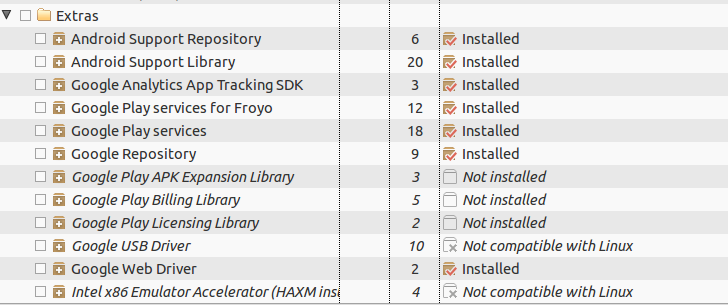 Extras
Android Support Repository 6 Installed
Android Support Library 20 Installed
Google Analytics App Tracking SDK 3 Installed
Google Play services for Froyo 12 Installed
Google Play services 18 Installed
Google Repository 9 Installed
Google Play APK Expansion Library 3 Not installed
Google Play Billing Library 5 Not installed
Google Play Licensing Library 2 Not installed
Google USB Driver 10 Not compatible with Linux
Google Web Driver 2 Installed
Intel x86 Emulator Accelerator (HAXM inst 4 Not compatible with Linux